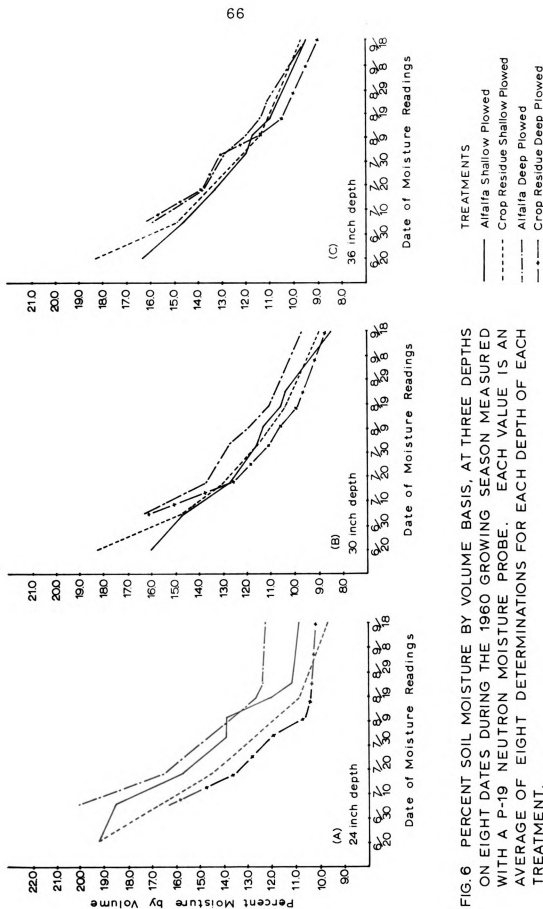 66
Percent Moisture by Volume
22.0
21.0
20.0
19.0
18.0
17.0
16.0
15.0
14.0
13.0
12.0
11.0
10.0
(A)
24 inch depth
6/20 6/30 7/10 7/20 7/30 8/9 8/19 8/29 9/8 9/18
Date of Moisture Readings
21.0
20.0
19.0
18.0
17.0
16.0
15.0
14.0
13.0
12.0
11.0
10.0
9.0
8.0
(B)
30 inch depth
6/20 6/30 7/10 7/20 7/30 8/9 8/19 8/29 9/8 9/18
Date of Moisture Readings
21.0
20.0
19.0
18.0
17.0
16.0
15.0
14.0
13.0
12.0
11.0
10.0
9.0
8.0
(C)
36 inch depth
6/20 6/30 7/10 7/20 7/30 8/9 8/19 8/29 9/8 9/18
Date of Moisture Readings
FIG. 6 PERCENT SOIL MOISTURE BY VOLUME BASIS, AT THREE DEPTHS
ON EIGHT DATES DURING THE 1960 GROWING SEASON MEASURED
WITH A P-19 NEUTRON MOISTURE PROBE. EACH VALUE IS AN
AVERAGE OF EIGHT DETERMINATIONS FOR EACH DEPTH OF EACH
TREATMENT.
TREATMENTS
Alfalfa Shallow Plowed
Crop Residue Shallow Plowed
Alfalfa Deep Plowed
Crop Residue Deep Plowed